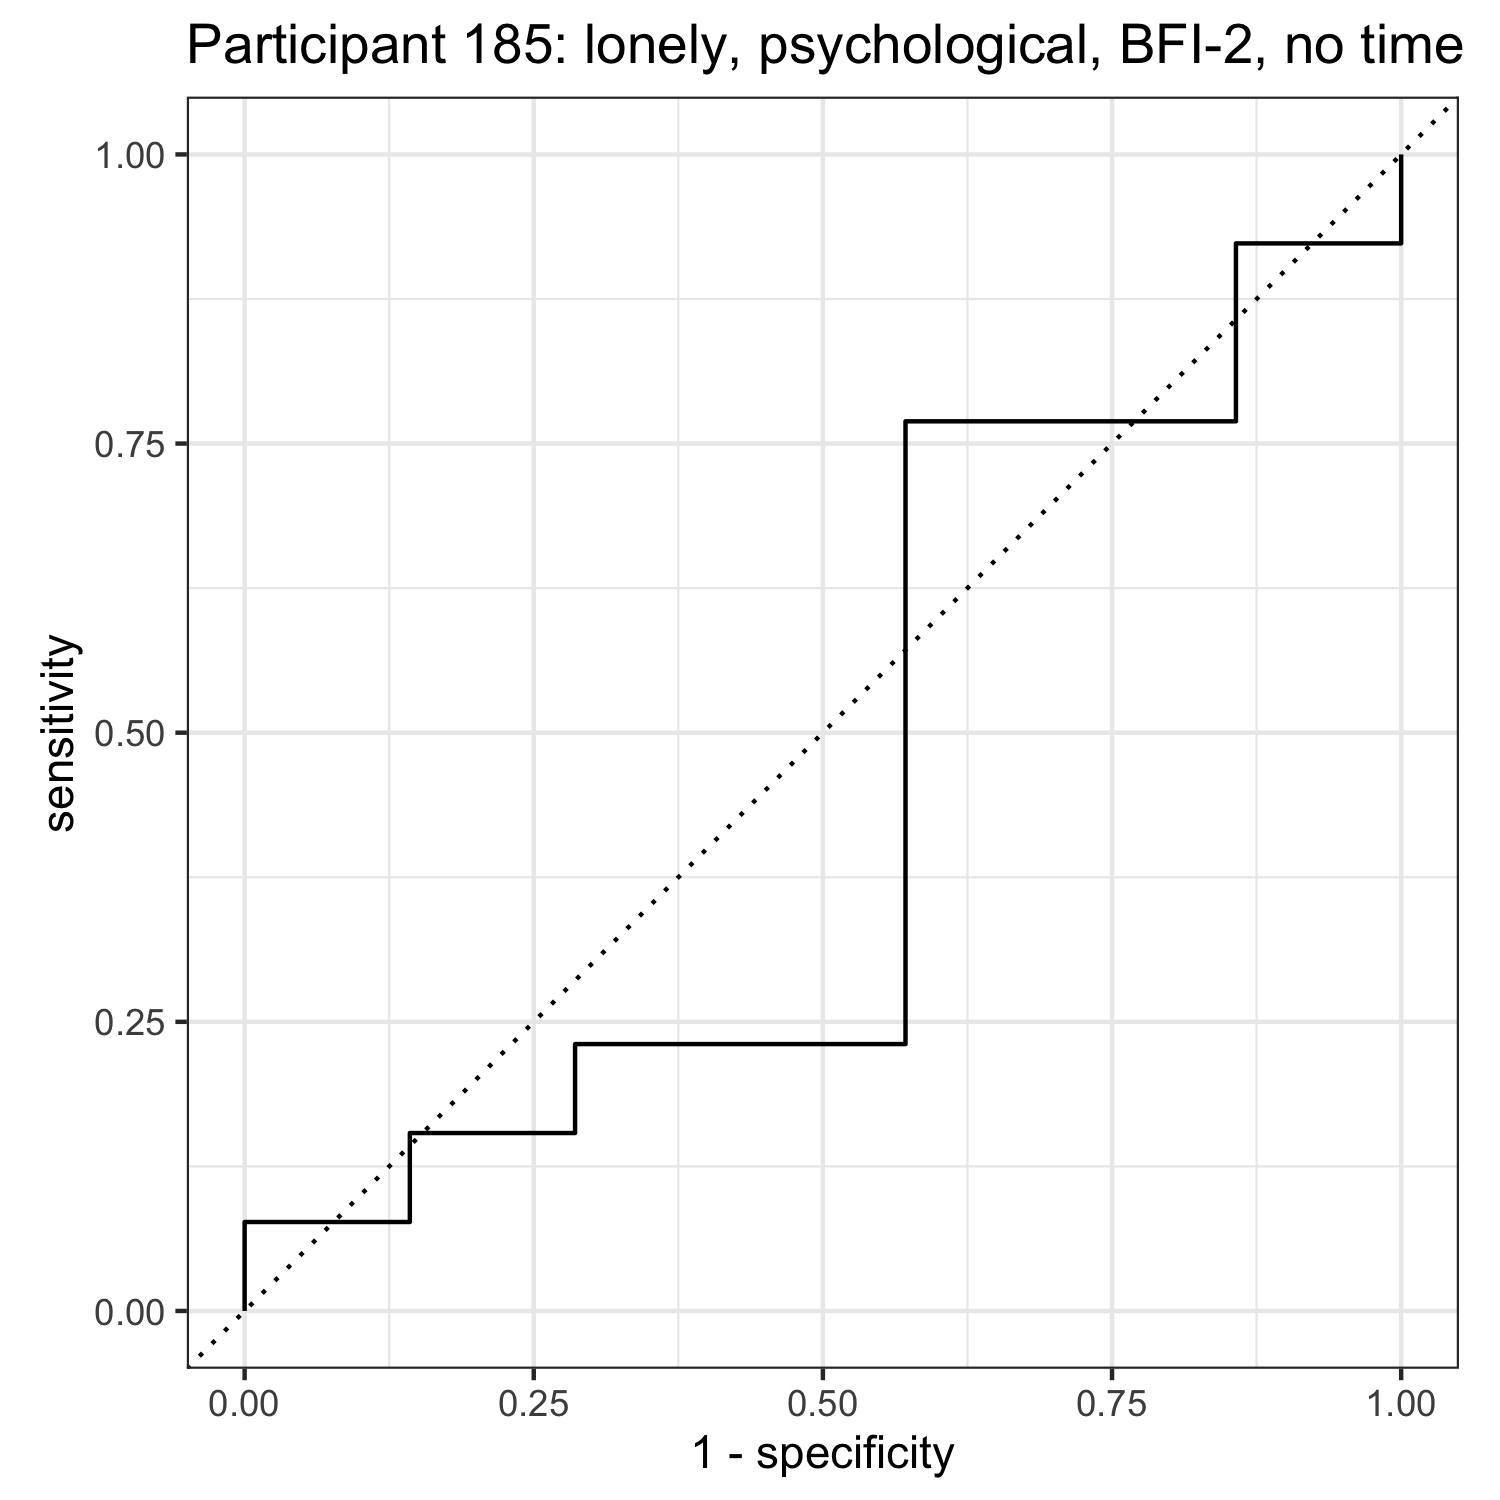 Participant 185: lonely, psychological, BFI-2, no time
1.00
0.75
0.50
0.25
0.00
sensitivity
0.00 0.25 0.50 0.75 1.00
1 - specificity